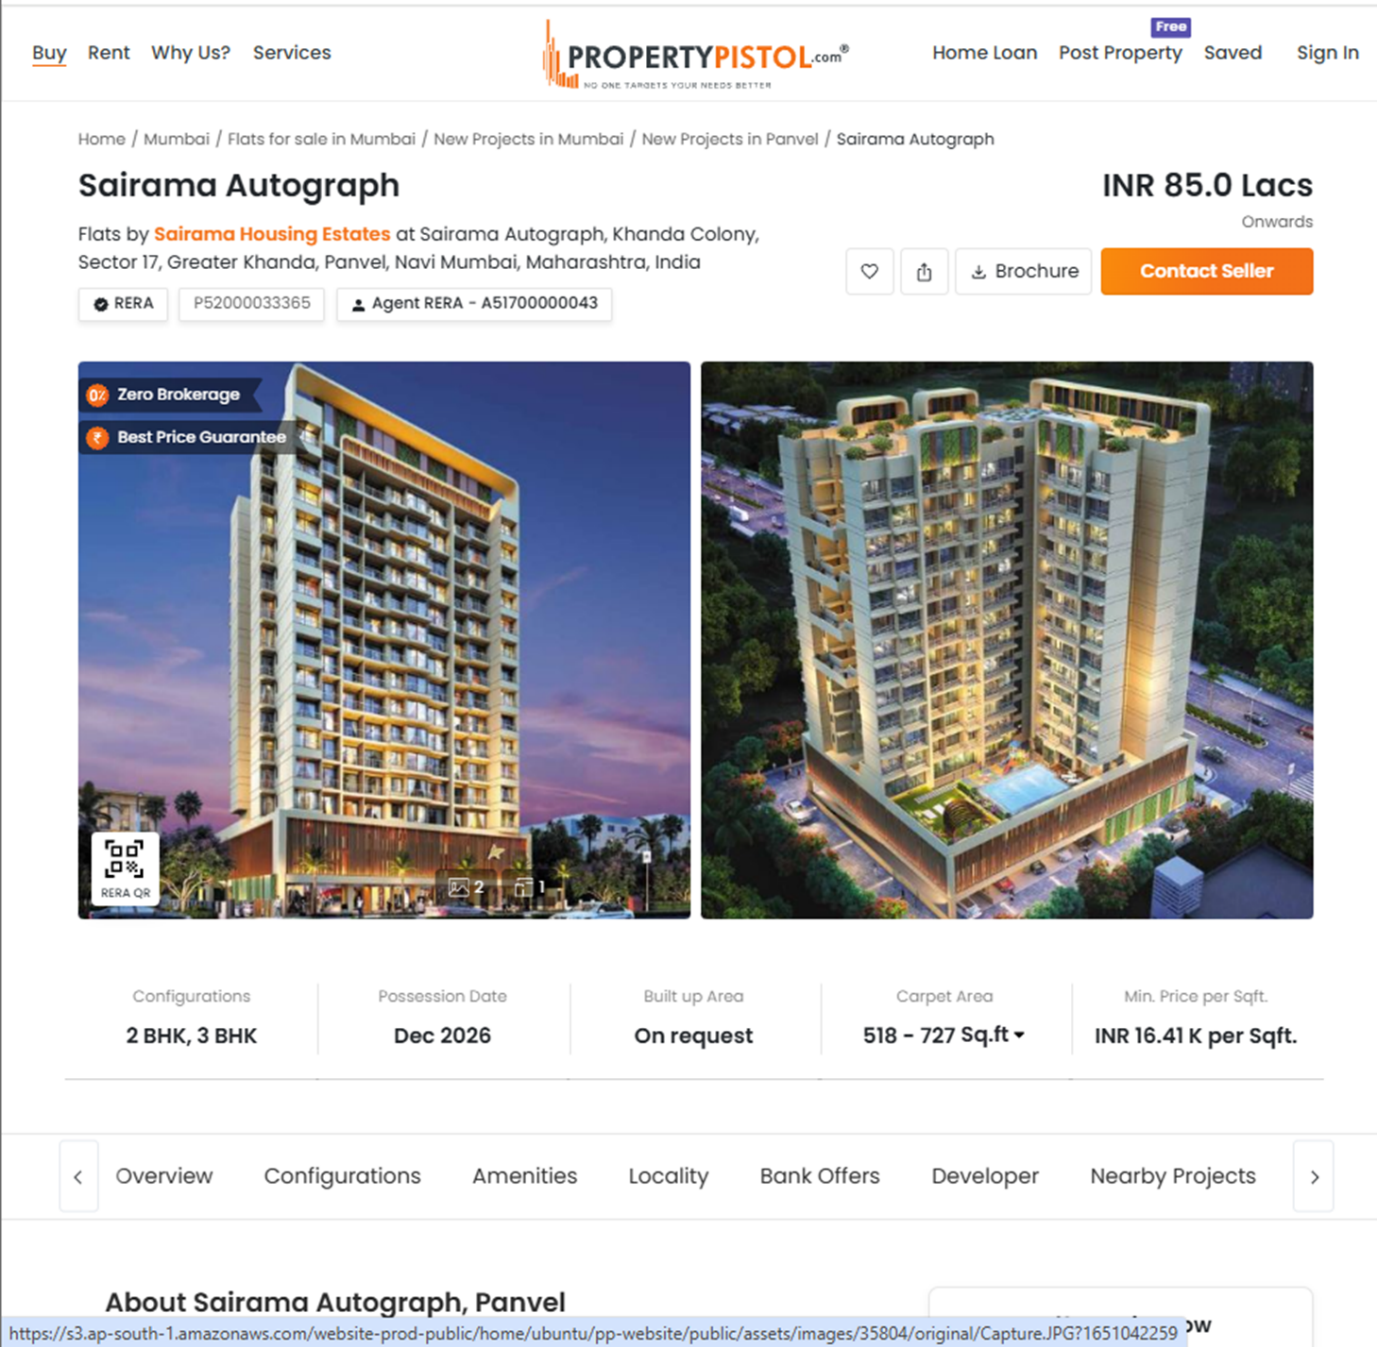 Buy Rent Why Us? Services
PROPERTYPISTOL.com®
NO ONE TARGETS YOUR NEEDS BETTER
Free
Home Loan Post Property Saved Sign In
Home / Mumbai / Flats for sale in Mumbai / New Projects in Mumbai / New Projects in Panvel / Sairama Autograph
Sairama Autograph
INR 85.0 Lacs
Onwards
Flats by Sairama Housing Estates at Sairama Autograph, Khanda Colony,
Sector 17, Greater Khanda, Panvel, Navi Mumbai, Maharashtra, India
Brochure Contact Seller
RERA P52000033365 Agent RERA - A51700000043
0% Zero Brokerage
₹ Best Price Guarantee
RERA QR
2 1
Configurations Possession Date Built up Area Carpet Area Min. Price per Sqft.
2 BHK, 3 BHK Dec 2026 On request 518 - 727 Sq.ft INR 16.41 K per Sqft.
Overview Configurations Amenities Locality Bank Offers Developer Nearby Projects
About Sairama Autograph, Panvel
https://s3.ap-south-1.amazonaws.com/website-prod-public/home/ubuntu/pp-website/public/assets/images/35804/original/Capture.JPG?1651042259